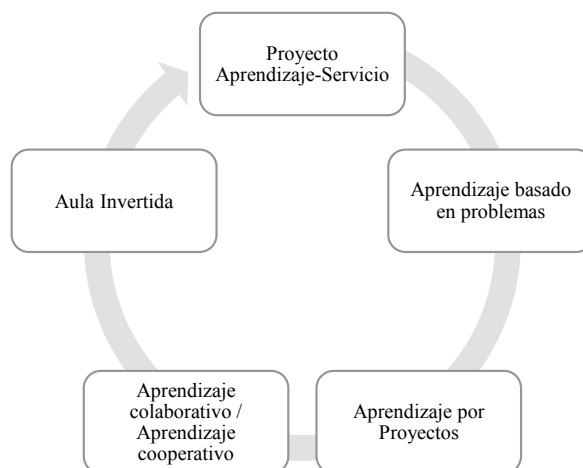 Proyecto
Aprendizaje-Servicio
Aprendizaje basado
en problemas
Aprendizaje por
Proyectos
Aprendizaje
colaborativo /
Aprendizaje
cooperativo
Aula Invertida